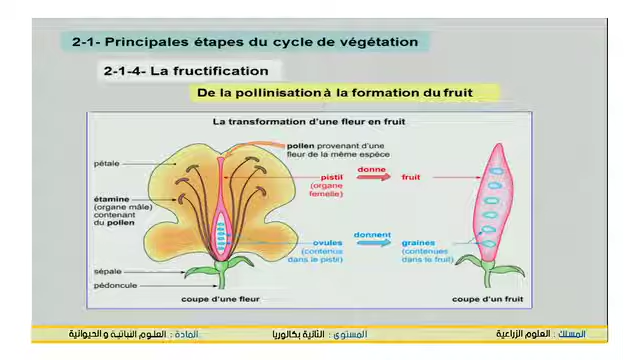 2-1- Principales étapes du cycle de végétation
2-1-4- La fructification
De la pollinisation à la formation du fruit
La transformation d'une fleur en fruit
pollen provenant d'une
fleur de la même espèce
pétale
étamine
(organe mâle)
contenant
du pollen
sépale
pédoncule
pistil
(organe
femelle)
donne
fruit
ovules
(contenus
dans le pistil)
donnent
graines
(contenues
dans le fruit)
coupe d'une fleur
coupe d'un fruit
المسلك : العلوم الزراعية
المستوى : الثانية بكالوريا
المادة : العلوم النباتية و الحيوانية